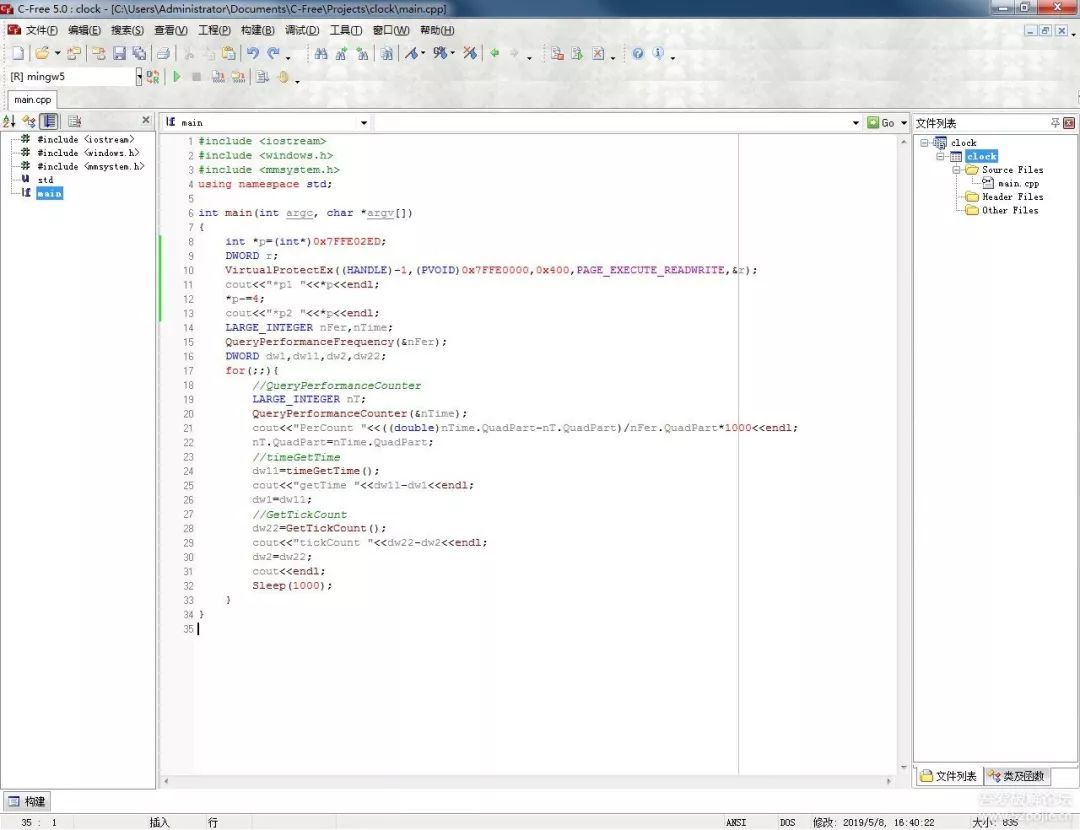 C-Free 5.0 : clock - [C:\Users\Administrator\Documents\C-Free\Projects\clock\main.cpp]
文件(F) 编辑(E) 搜索(S) 查看(V) 工程(P) 构建(B) 调试(D) 工具(T) 窗口(W) 帮助(H)
[R] mingw5
main.cpp
main
Go
文件列表
#include <iostream>
#include <windows.h>
#include <mmsystem.h>
std
main
1 #include <iostream>
2 #include <windows.h>
3 #include <mmsystem.h>
4 using namespace std;
5
6 int main(int argc, char *argv[])
7 {
8 int *p=(int*)0x7FFE02ED;
9 DWORD r;
10 VirtualProtectEx((HANDLE)-1,(PVOID)0x7FFE0000,0x400,PAGE_EXECUTE_READWRITE,&r);
11 cout<<"*p1 "<<*p<<endl;
12 *p-=4;
13 cout<<"*p2 "<<*p<<endl;
14 LARGE_INTEGER nFer,nTime;
15 QueryPerformanceFrequency(&nFer);
16 DWORD dw1,dw11,dw2,dw22;
17 for(;;){
18 //QueryPerformanceCounter
19 LARGE_INTEGER nT;
20 QueryPerformanceCounter(&nTime);
21 cout<<"PerCount "<<((double)nTime.QuadPart-nT.QuadPart)/nFer.QuadPart*1000<<endl;
22 nT.QuadPart=nTime.QuadPart;
23 //timeGetTime
24 dw11=timeGetTime();
25 cout<<"getTime "<<dw11-dw1<<endl;
26 dw1=dw11;
27 //GetTickCount
28 dw22=GetTickCount();
29 cout<<"tickCount "<<dw22-dw2<<endl;
30 dw2=dw22;
31 cout<<endl;
32 Sleep(1000);
33 }
34 }
35
clock
clock
Source Files
main.cpp
Header Files
Other Files
文件列表 类及函数
构建
35 : 1 插入 行 ANSI DOS 修改: 2019/5/8, 16:40:22 大小: 835
吾爱破解论坛